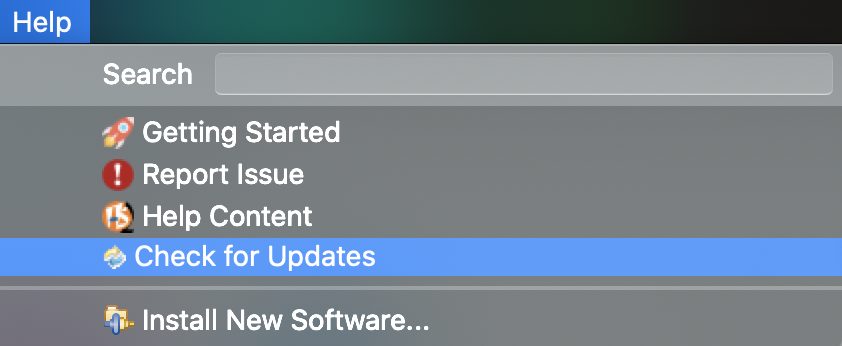 Help
Search
Getting Started
Report Issue
Help Content
Check for Updates
Install New Software...